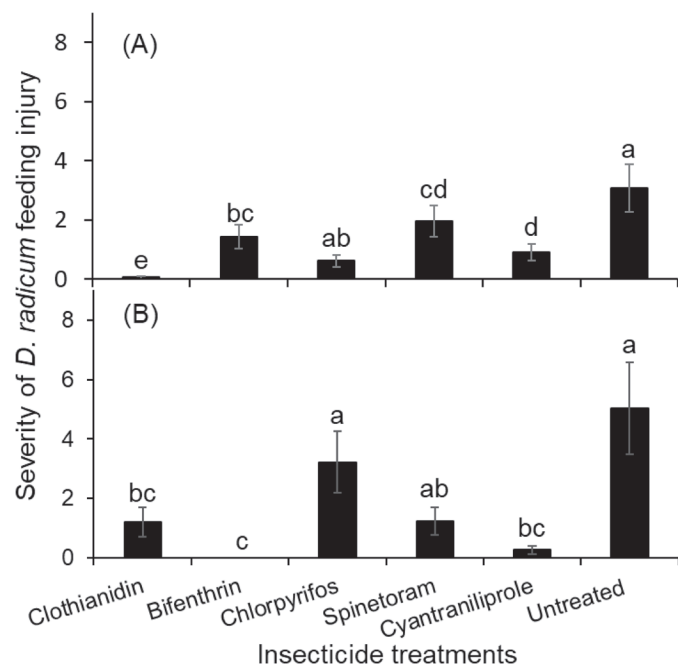 (A)
8
6
4
2
0
e
bc
ab
cd
d
a
(B)
8
6
4
2
0
bc
c
a
ab
bc
a
Severity of D. radicum feeding injury
Clothianidin
Bifenthrin
Chlorpyrifos
Spinetoram
Cyantraniliprole
Untreated
Insecticide treatments